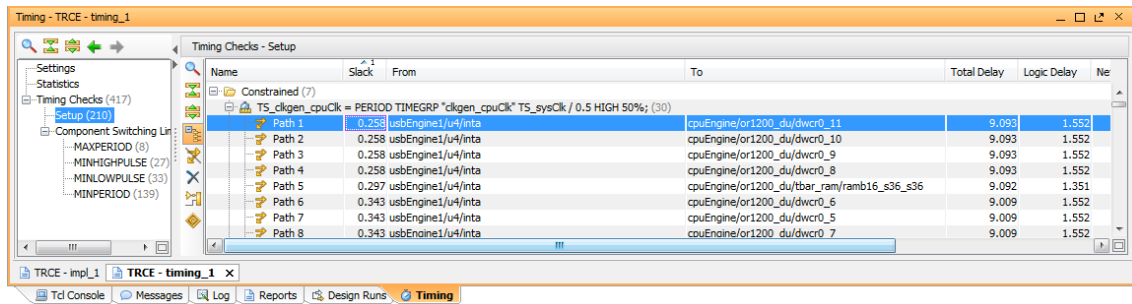 Timing - TRCE - timing_1
Timing Checks - Setup
Settings
Statistics
Timing Checks (417)
Setup (210)
Component Switching Lim
MAXPERIOD (8)
MINHIGHPULSE (27)
MINLOWPULSE (33)
MINPERIOD (139)
Name Slack 1 From To Total Delay Logic Delay Ne
Constrained (7)
TS_clkgen_cpuClk = PERIOD TIMEGRP "clkgen_cpuClk" TS_sysClk / 0.5 HIGH 50%; (30)
Path 1 0.258 usbEngine1/u4/inta cpuEngine/or1200_du/dwcr0_11 9.093 1.552
Path 2 0.258 usbEngine1/u4/inta cpuEngine/or1200_du/dwcr0_10 9.093 1.552
Path 3 0.258 usbEngine1/u4/inta cpuEngine/or1200_du/dwcr0_9 9.093 1.552
Path 4 0.258 usbEngine1/u4/inta cpuEngine/or1200_du/dwcr0_8 9.093 1.552
Path 5 0.297 usbEngine1/u4/inta cpuEngine/or1200_du/tbar_ram/ramb16_s36_s36 9.092 1.351
Path 6 0.343 usbEngine1/u4/inta cpuEngine/or1200_du/dwcr0_6 9.009 1.552
Path 7 0.343 usbEngine1/u4/inta cpuEngine/or1200_du/dwcr0_5 9.009 1.552
Path 8 0.343 usbEngine1/u4/inta cpuEngine/or1200_du/dwcr0_7 9.009 1.552
TRCE - impl_1 TRCE - timing_1
Tcl Console Messages Log Reports Design Runs Timing